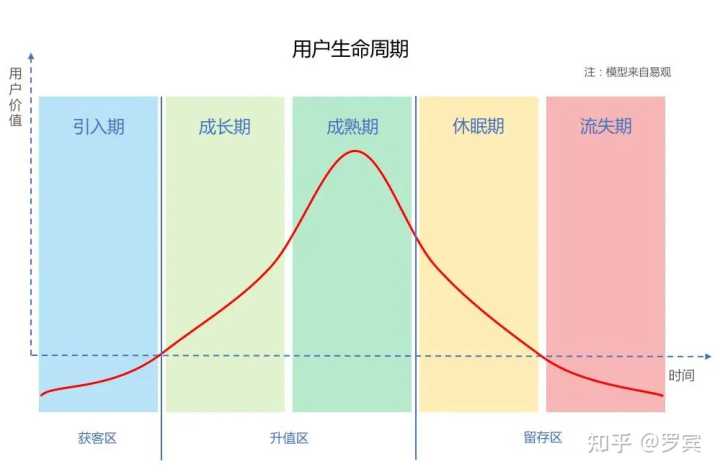 用户生命周期
注：模型来自易观
用户价值
引入期
成长期
成熟期
休眠期
流失期
时间
获客区
升值区
留存区
知乎 @罗宾